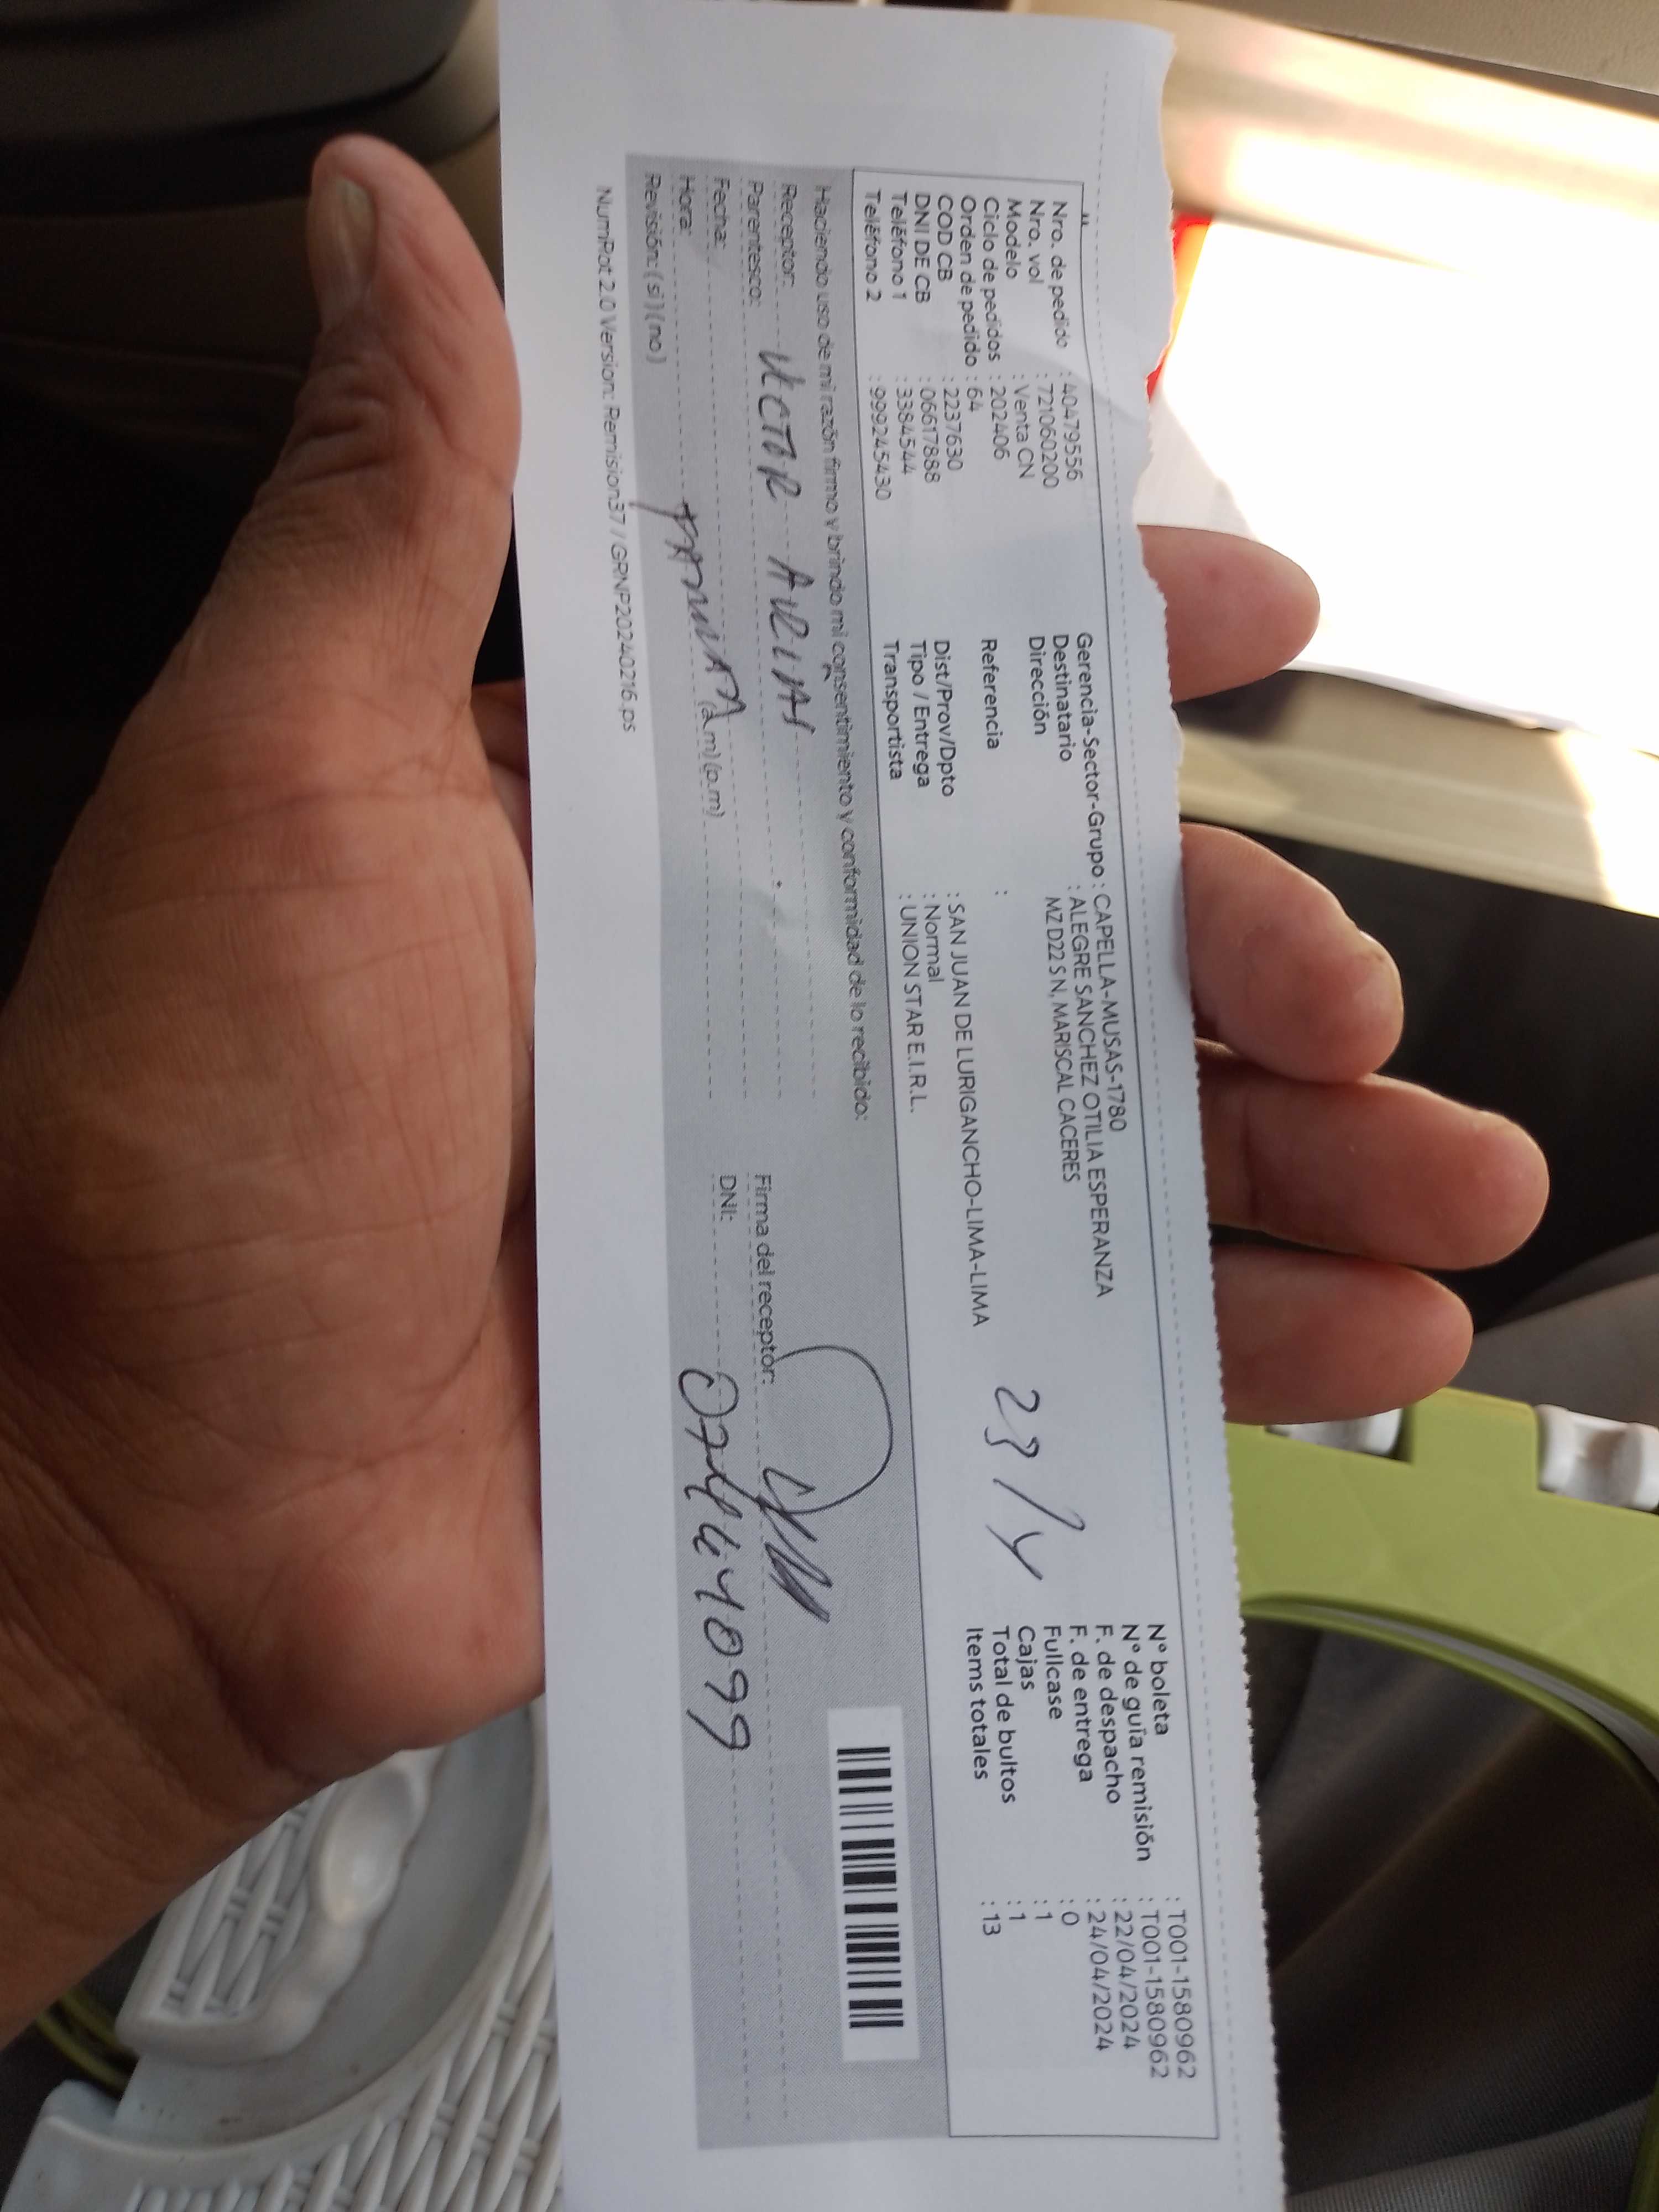 Nro. de pedido : 40479556
Nro. vol : 721060200
Modelo : Venta CN
Ciclo de pedidos : 202406
Orden de pedido : 64
COD CB : 2237630
DNI DE CB : 06617888
Teléfono 1 : 3384544
Teléfono 2 : 999245430
Gerencia-Sector-Grupo : CAPELLA-MUSAS-1780
Destinatario : ALEGRE SANCHEZ OTILIA ESPERANZA
Dirección MZ D22 S N, MARISCAL CACERES
Referencia :
Dist/Prov/Dpto : SAN JUAN DE LURIGANCHO-LIMA-LIMA
Tipo / Entrega : Normal
Transportista : UNION STAR E.I.R.L.
23/4
N° boleta : T001-1580962
N° de guía remisión : T001-1580962
F. de despacho : 22/04/2024
F. de entrega : 24/04/2024
Fullcase : 0
Cajas : 1
Total de bultos : 1
Items totales : 13
Haciendo uso de mi razón firmo y brindo mi consentimiento y conformidad de lo recibido:
Receptor: VICTOR
Parentesco:
Fecha:
Hora: (a.m) (p.m)
Revisión: ( si ) ( no )
Firma del receptor:
DNI:
NumRot 2.0 Version: Remision37 / GRNP20240216.ps